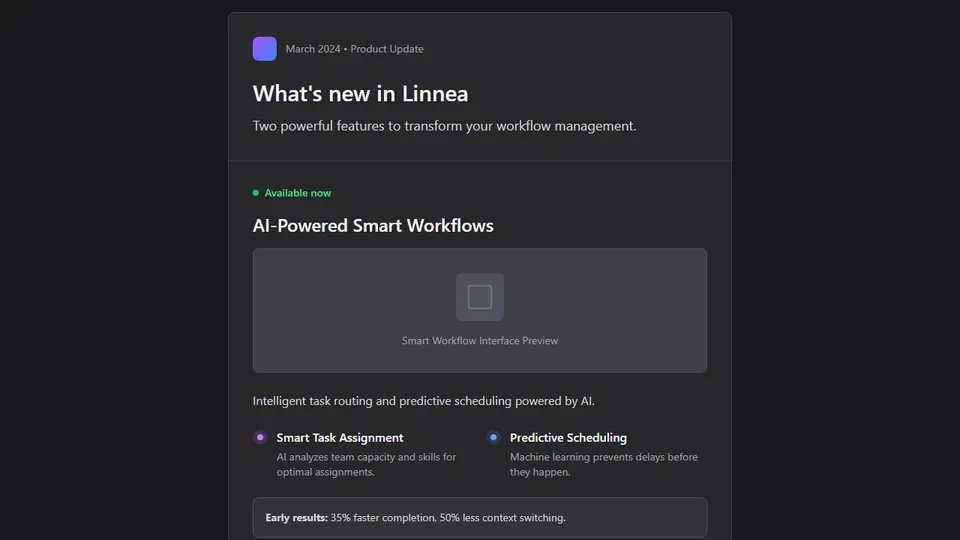 March 2024 • Product Update
What's new in Linnea
Two powerful features to transform your workflow management.
Available now
AI-Powered Smart Workflows
Smart Workflow Interface Preview
Intelligent task routing and predictive scheduling powered by AI.
Smart Task Assignment
AI analyzes team capacity and skills for
optimal assignments.
Predictive Scheduling
Machine learning prevents delays before
they happen.
Early results: 35% faster completion, 50% less context switching.